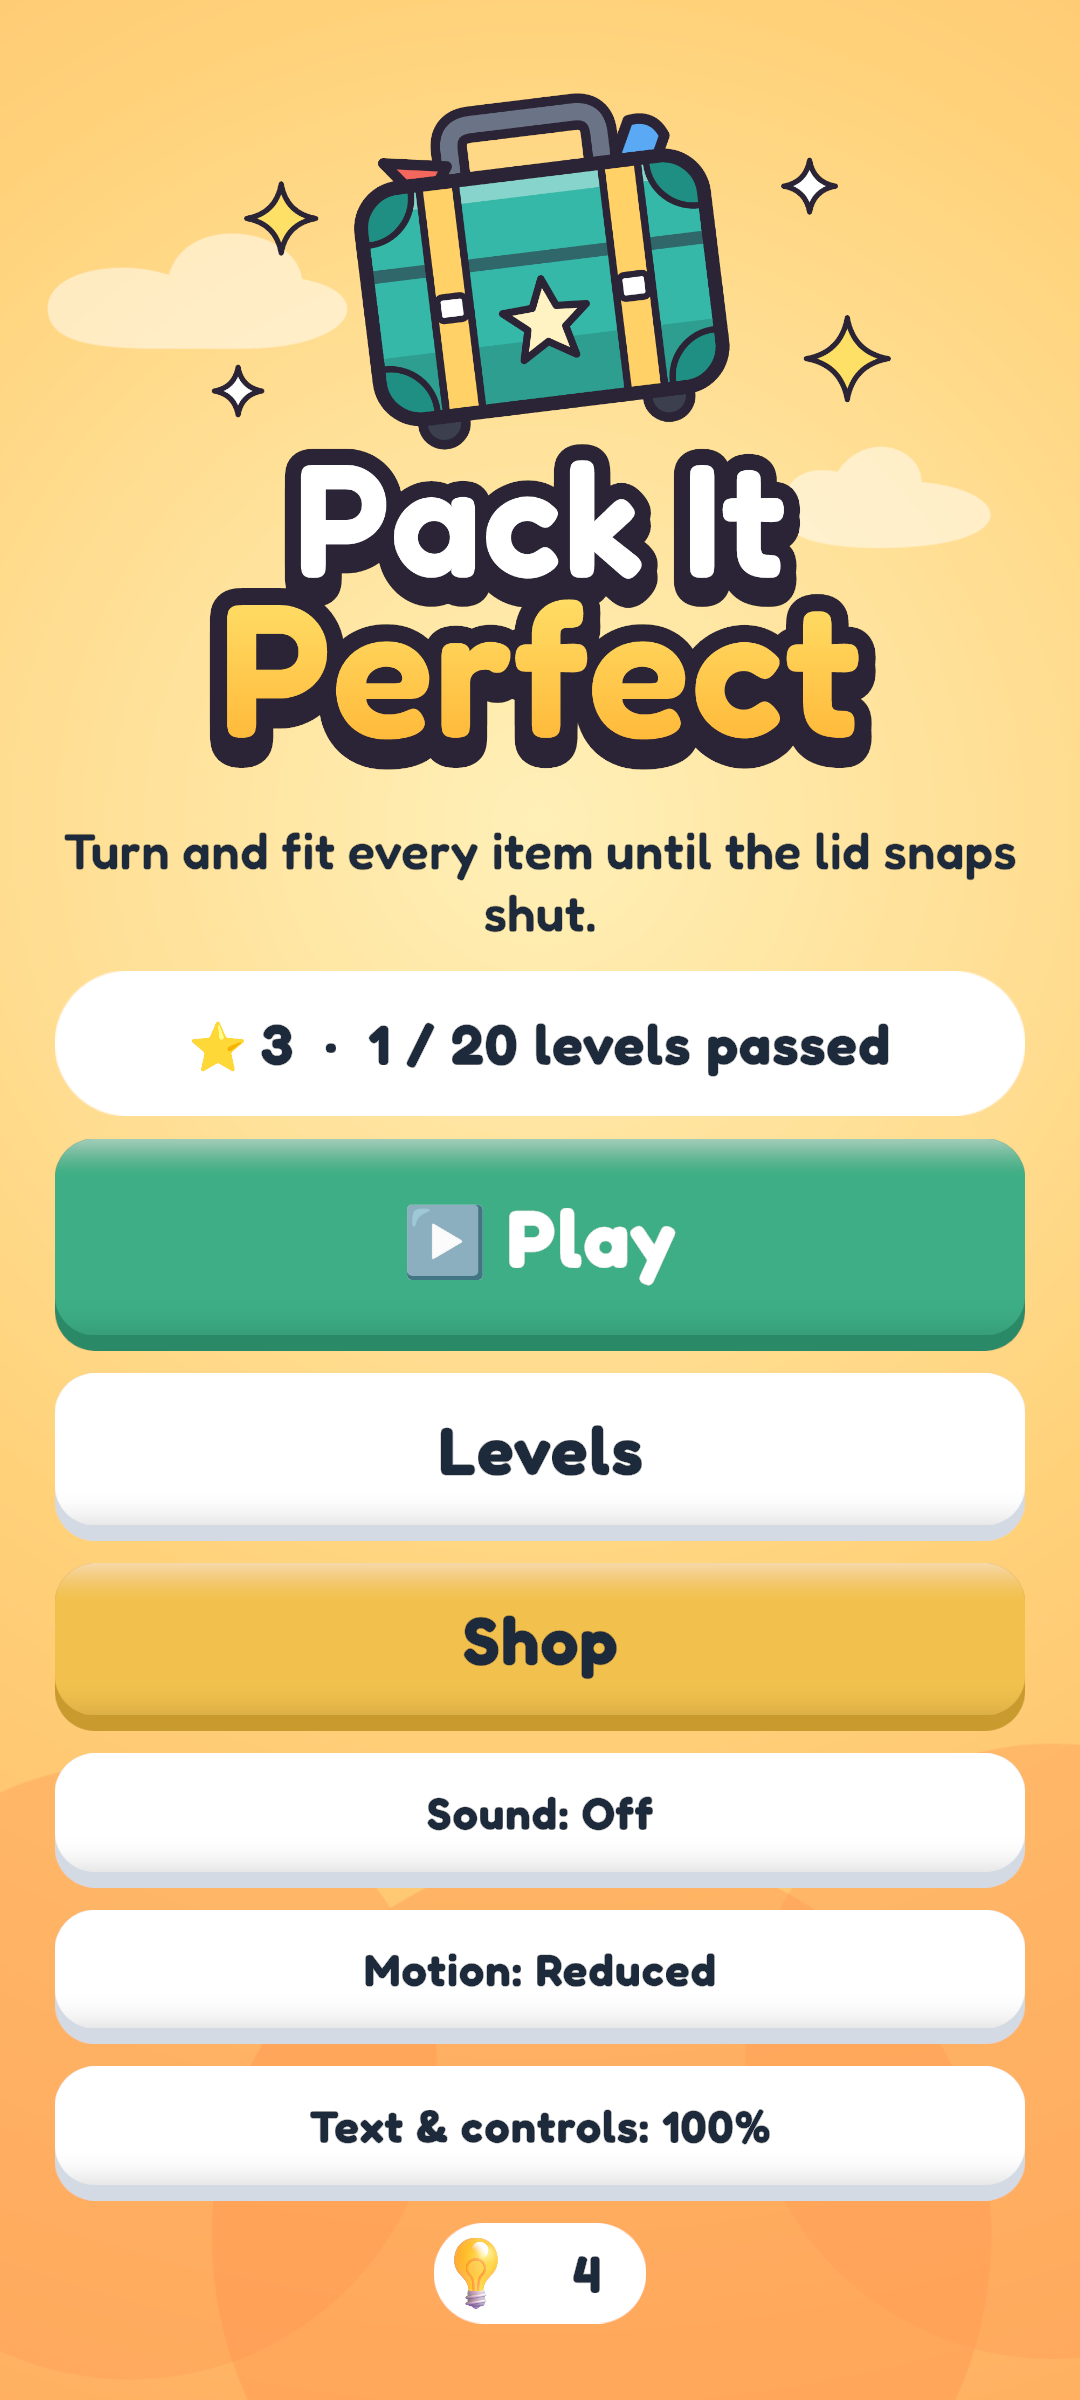 Pack It
Perfect
Turn and fit every item until the lid snaps
shut.
⭐ 3 · 1 / 20 levels passed
▶️ Play
Levels
Shop
Sound: Off
Motion: Reduced
Text & controls: 100%
💡 4